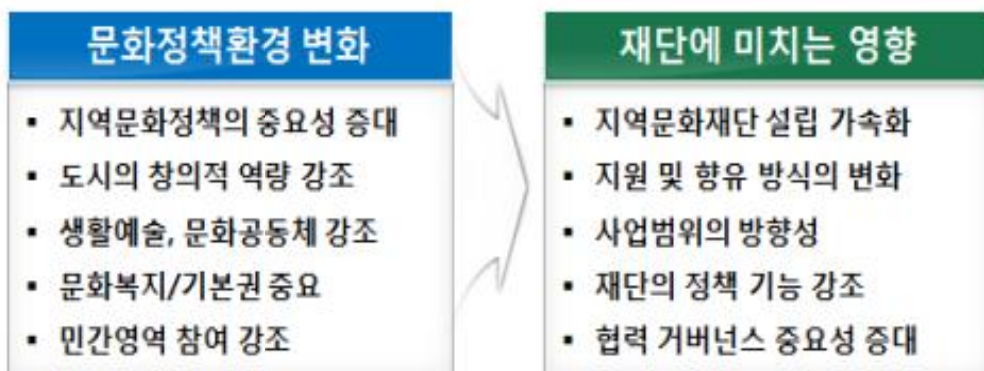 문화정책환경 변화
▪ 지역문화정책의 중요성 증대
▪ 도시의 창의적 역량 강조
▪ 생활예술, 문화공동체 강조
▪ 문화복지/기본권 중요
▪ 민간영역 참여 강조
재단에 미치는 영향
▪ 지역문화재단 설립 가속화
▪ 지원 및 향유 방식의 변화
▪ 사업범위의 방향성
▪ 재단의 정책 기능 강조
▪ 협력 거버넌스 중요성 증대